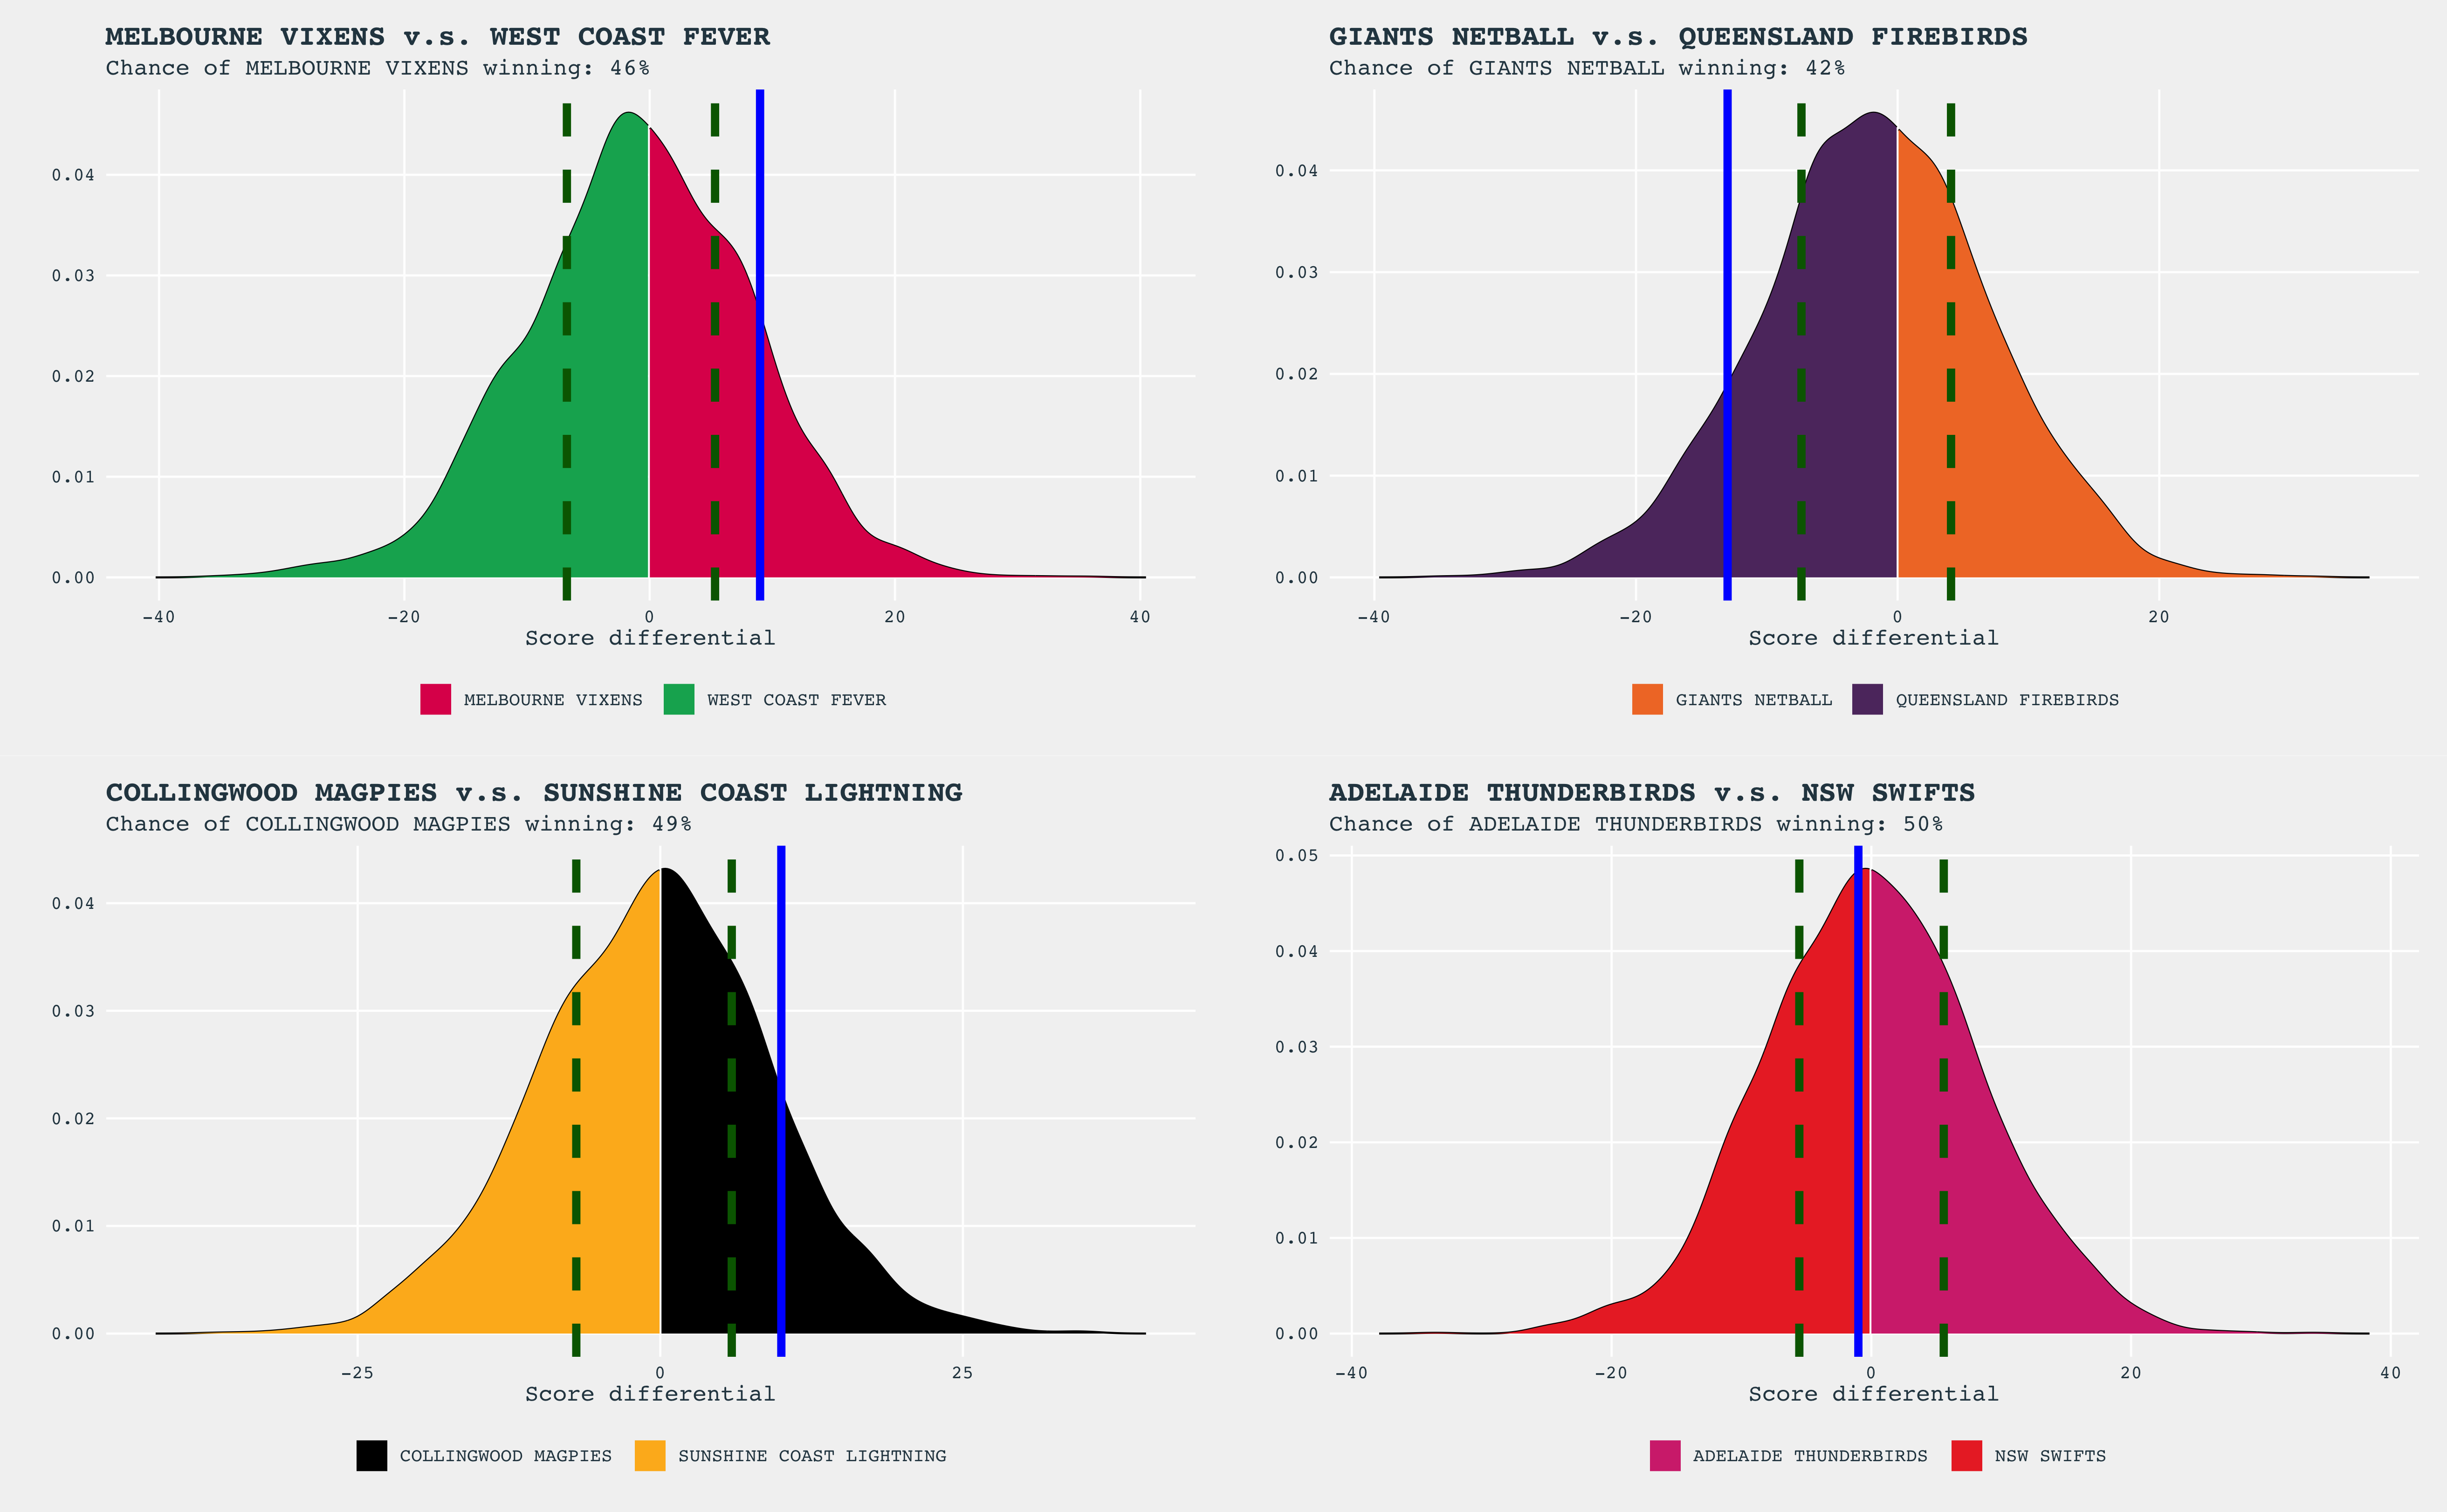 MELBOURNE VIXENS v.s. WEST COAST FEVER
Chance of MELBOURNE VIXENS winning: 46%
0.04
0.03
0.02
0.01
0.00
-40 -20 0 20 40
Score differential
MELBOURNE VIXENS WEST COAST FEVER
GIANTS NETBALL v.s. QUEENSLAND FIREBIRDS
Chance of GIANTS NETBALL winning: 42%
0.04
0.03
0.02
0.01
0.00
-40 -20 0 20
Score differential
GIANTS NETBALL QUEENSLAND FIREBIRDS
COLLINGWOOD MAGPIES v.s. SUNSHINE COAST LIGHTNING
Chance of COLLINGWOOD MAGPIES winning: 49%
0.04
0.03
0.02
0.01
0.00
-25 0 25
Score differential
COLLINGWOOD MAGPIES SUNSHINE COAST LIGHTNING
ADELAIDE THUNDERBIRDS v.s. NSW SWIFTS
Chance of ADELAIDE THUNDERBIRDS winning: 50%
0.05
0.04
0.03
0.02
0.01
0.00
-40 -20 0 20 40
Score differential
ADELAIDE THUNDERBIRDS NSW SWIFTS